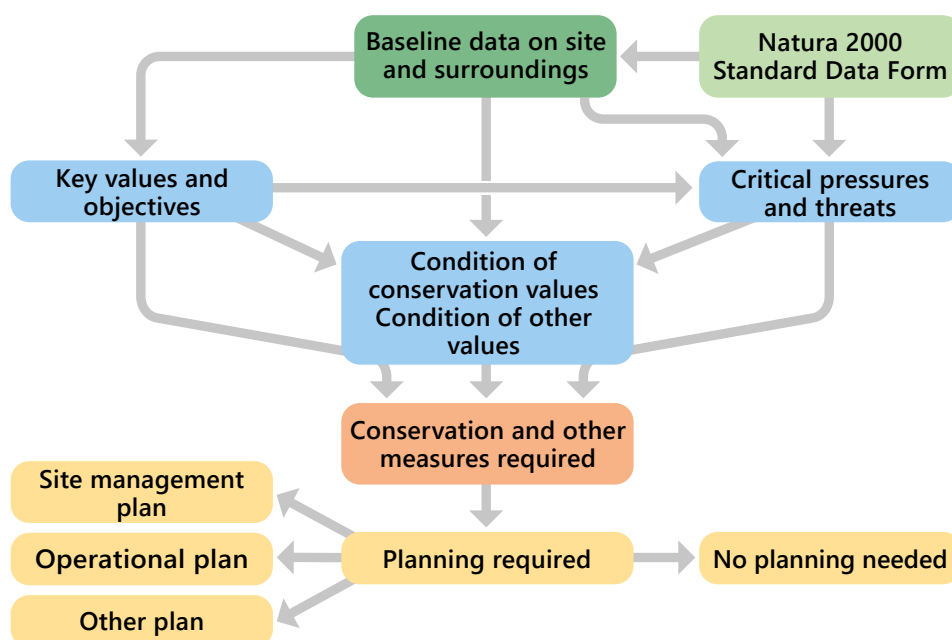 Baseline data on site
and surroundings
Natura 2000
Standard Data Form
Key values and
objectives
Critical pressures
and threats
Condition of
conservation values
Condition of other
values
Conservation and other
measures required
Site management
plan
Operational plan
Planning required
No planning needed
Other plan